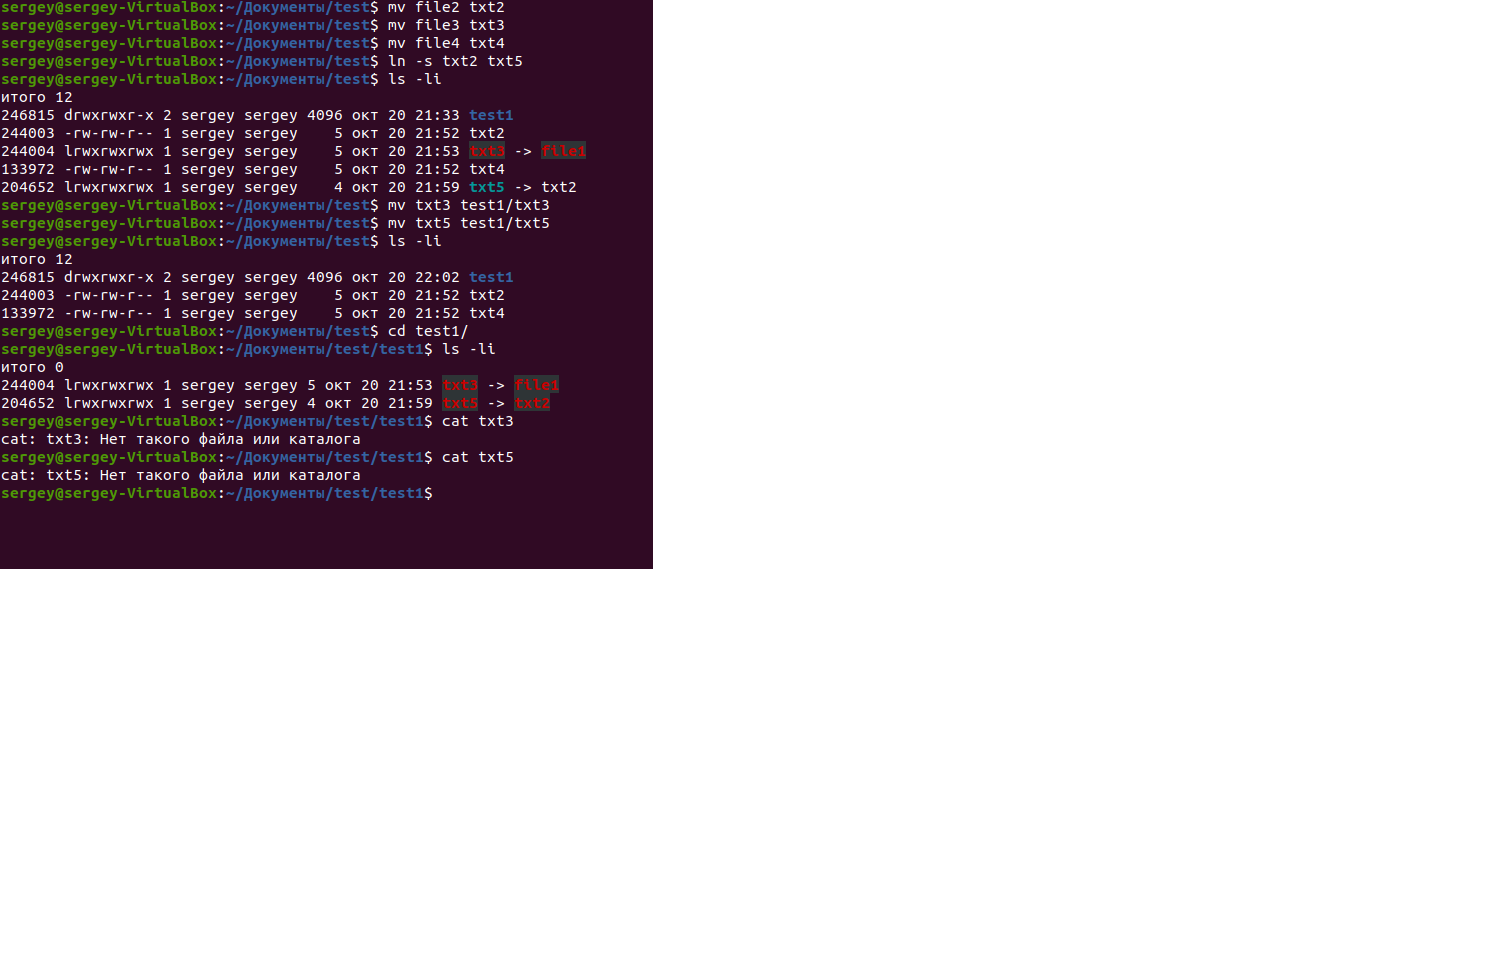 sergey@sergey-VirtualBox:~/Документы/test$ mv file2 txt2
sergey@sergey-VirtualBox:~/Документы/test$ mv file3 txt3
sergey@sergey-VirtualBox:~/Документы/test$ mv file4 txt4
sergey@sergey-VirtualBox:~/Документы/test$ ln -s txt2 txt5
sergey@sergey-VirtualBox:~/Документы/test$ ls -li
итого 12
246815 drwxrwxr-x 2 sergey sergey 4096 окт 20 21:33 test1
244003 -rw-rw-r-- 1 sergey sergey    5 окт 20 21:52 txt2
244004 lrwxrwxrwx 1 sergey sergey    5 окт 20 21:53 txt3 -> file1
133972 -rw-rw-r-- 1 sergey sergey    5 окт 20 21:52 txt4
204652 lrwxrwxrwx 1 sergey sergey    4 окт 20 21:59 txt5 -> txt2
sergey@sergey-VirtualBox:~/Документы/test$ mv txt3 test1/txt3
sergey@sergey-VirtualBox:~/Документы/test$ mv txt5 test1/txt5
sergey@sergey-VirtualBox:~/Документы/test$ ls -li
итого 12
246815 drwxrwxr-x 2 sergey sergey 4096 окт 20 22:02 test1
244003 -rw-rw-r-- 1 sergey sergey    5 окт 20 21:52 txt2
133972 -rw-rw-r-- 1 sergey sergey    5 окт 20 21:52 txt4
sergey@sergey-VirtualBox:~/Документы/test$ cd test1/
sergey@sergey-VirtualBox:~/Документы/test/test1$ ls -li
итого 0
244004 lrwxrwxrwx 1 sergey sergey 5 окт 20 21:53 txt3 -> file1
204652 lrwxrwxrwx 1 sergey sergey 4 окт 20 21:59 txt5 -> txt2
sergey@sergey-VirtualBox:~/Документы/test/test1$ cat txt3
cat: txt3: Нет такого файла или каталога
sergey@sergey-VirtualBox:~/Документы/test/test1$ cat txt5
cat: txt5: Нет такого файла или каталога
sergey@sergey-VirtualBox:~/Документы/test/test1$